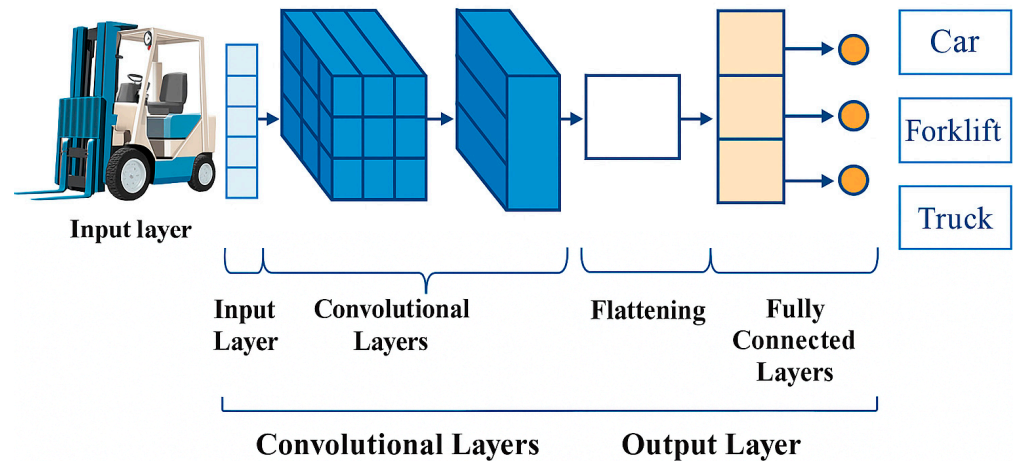 Car
Forklift
Truck
Input layer
Input
Layer
Convolutional
Layers
Flattening
Fully
Connected
Layers
Convolutional Layers
Output Layer